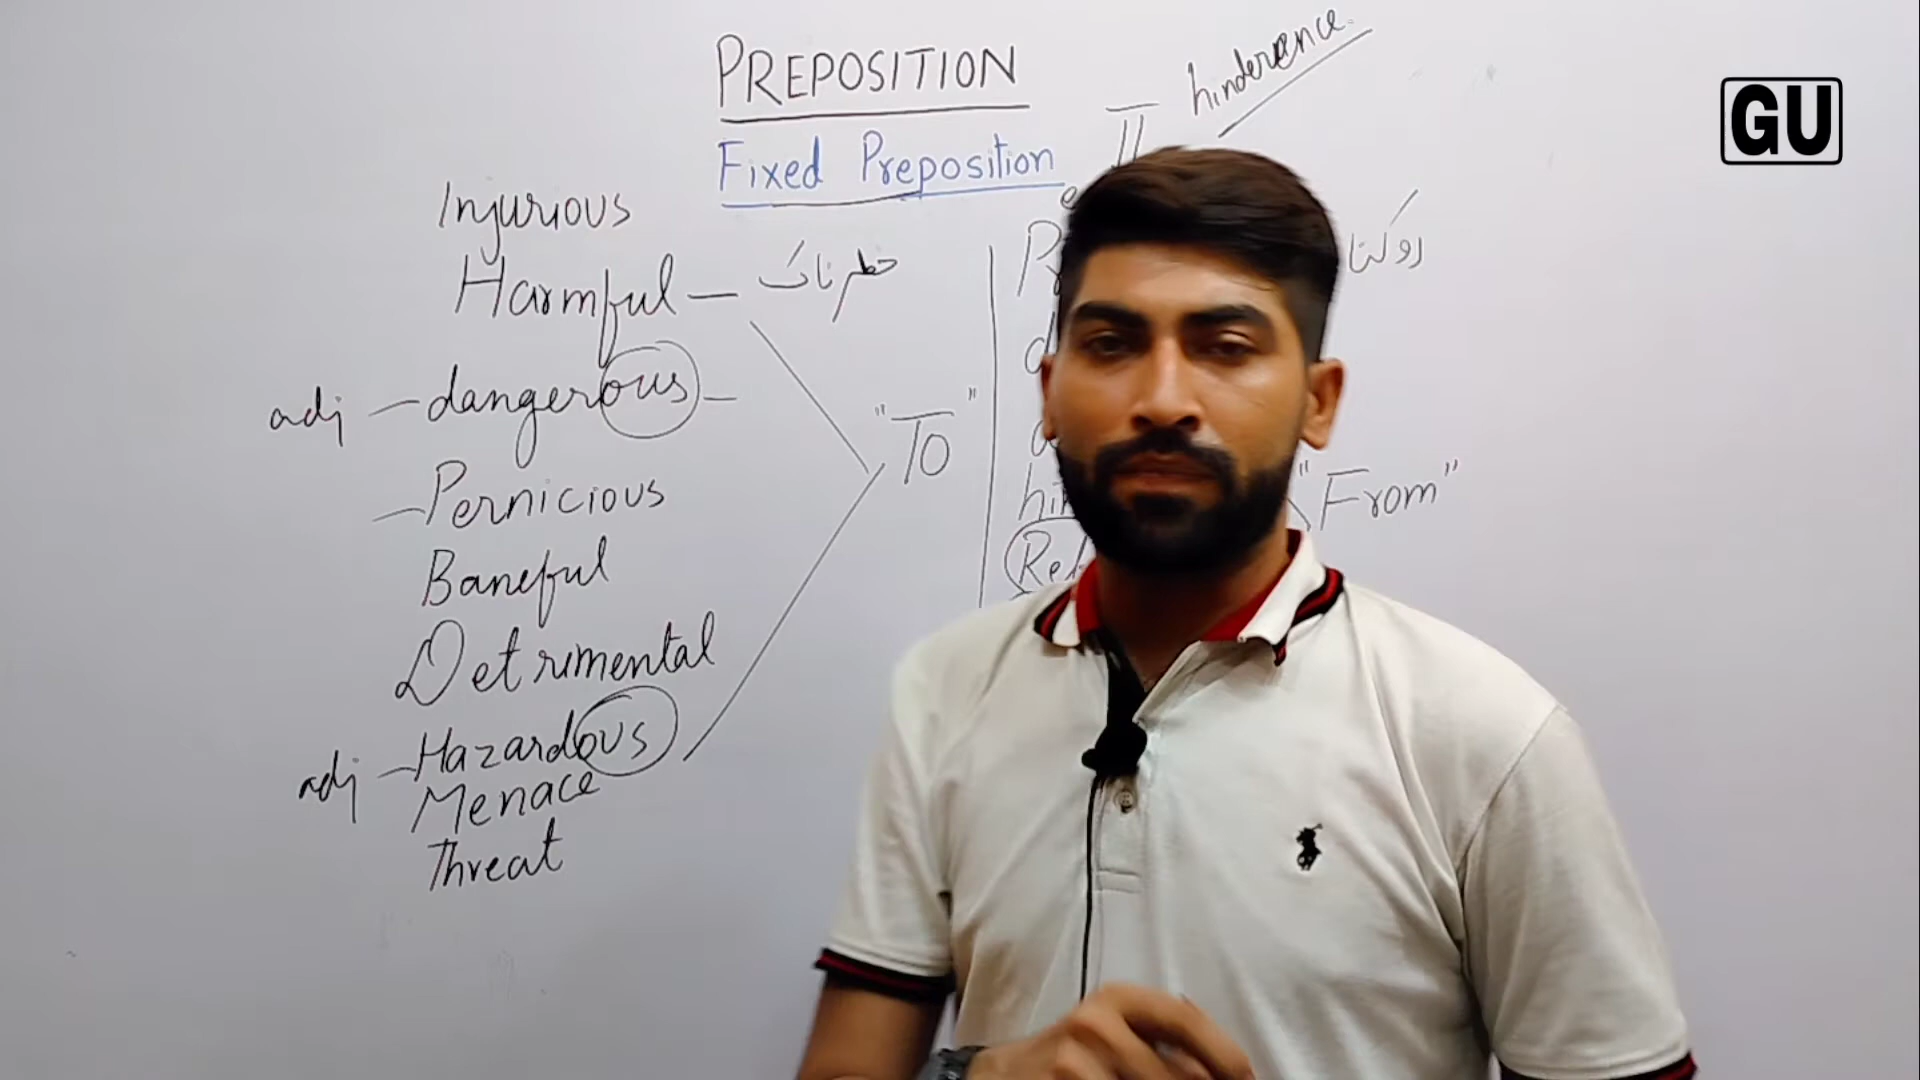 PREPOSITION
hinderence.
GU
Fixed Preposition
II
Injurious
Harmful — خطرناک
روکنا
adj — dangerous —
"To"
— Pernicious
"From"
Baneful
Detrimental
adj — Hazardous
Menace
Threat